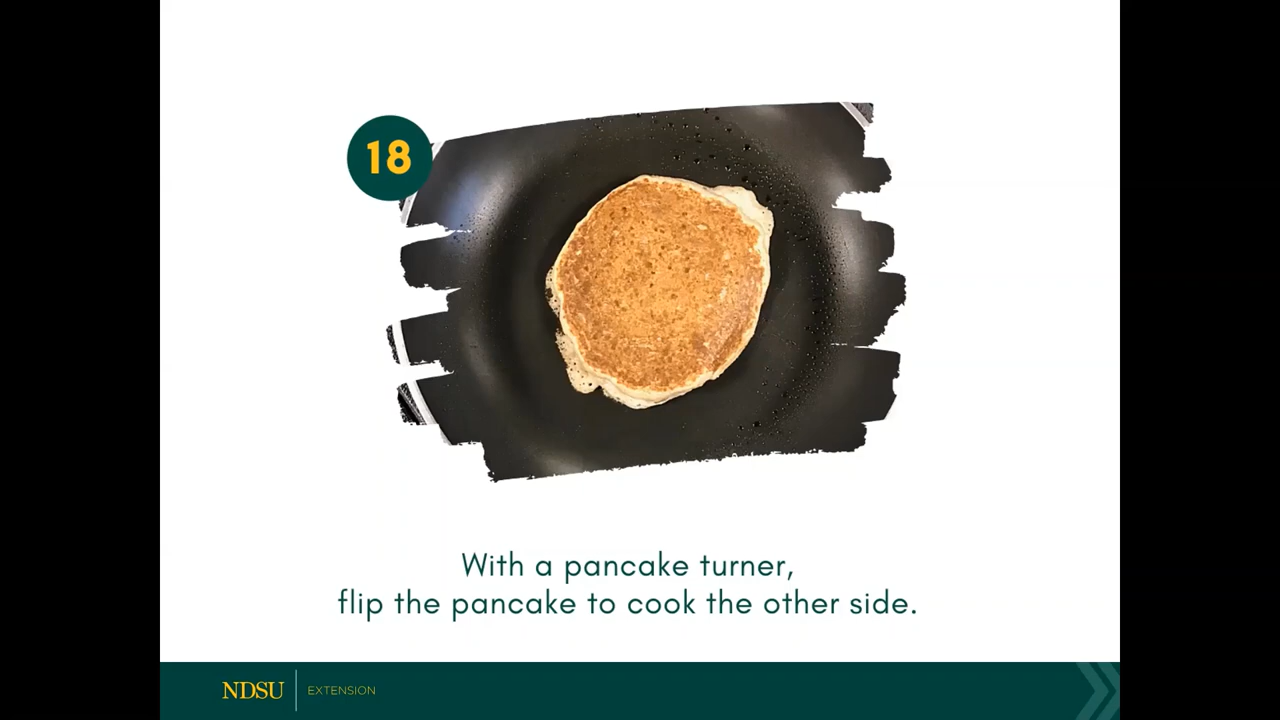 18
With a pancake turner,
flip the pancake to cook the other side.
NDSU EXTENSION